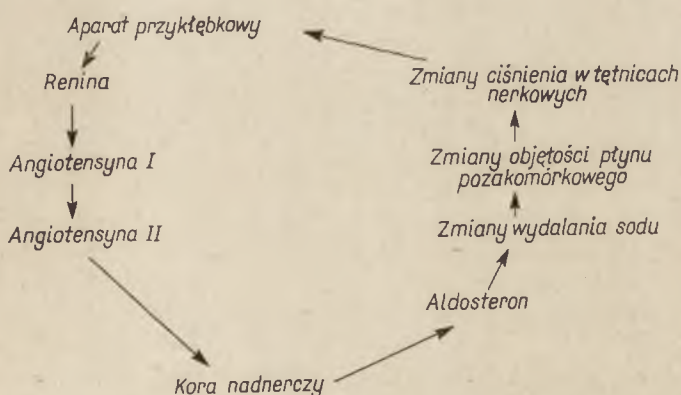 Aparat przykłębkowy
Renina
Angiotensyna I
Angiotensyna II
Kora nadnerczy
Aldosteron
Zmiany wydalania sodu
Zmiany objętości płynu
pozakomórkowego
Zmiany ciśnienia w tętnicach
nerkowych